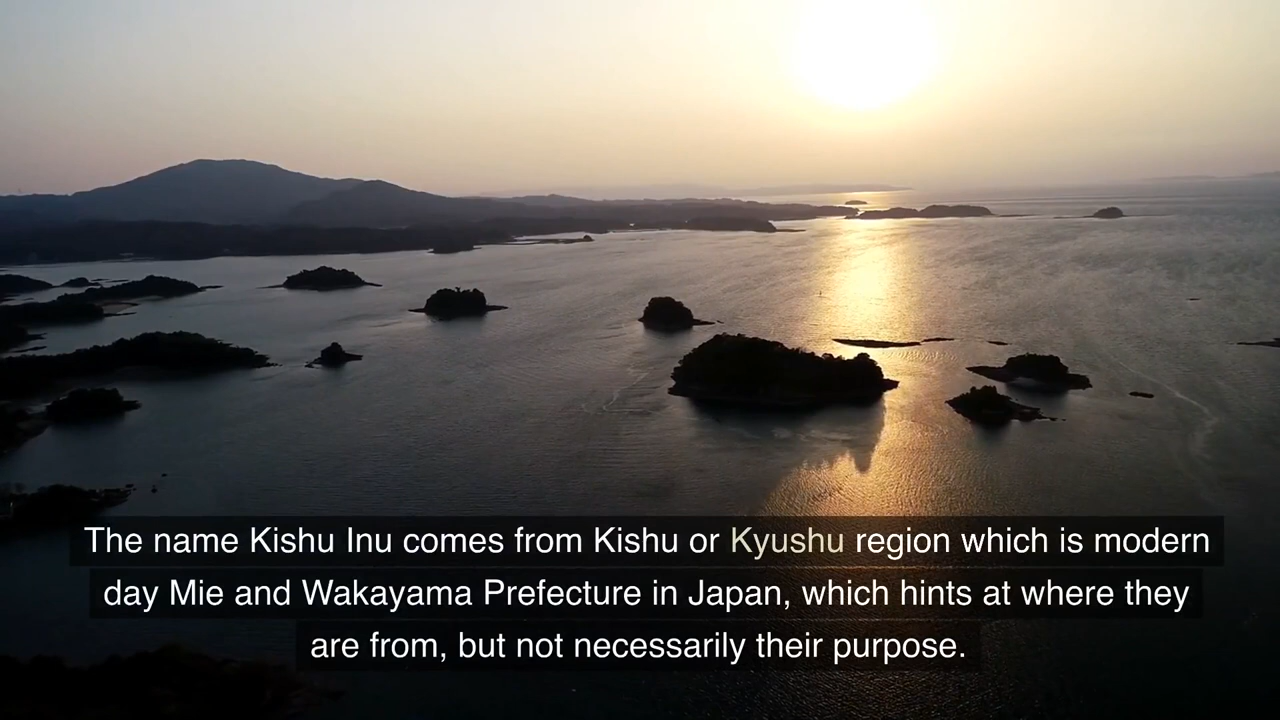 The name Kishu Inu comes from Kishu or Kyushu region which is modern
day Mie and Wakayama Prefecture in Japan, which hints at where they
are from, but not necessarily their purpose.